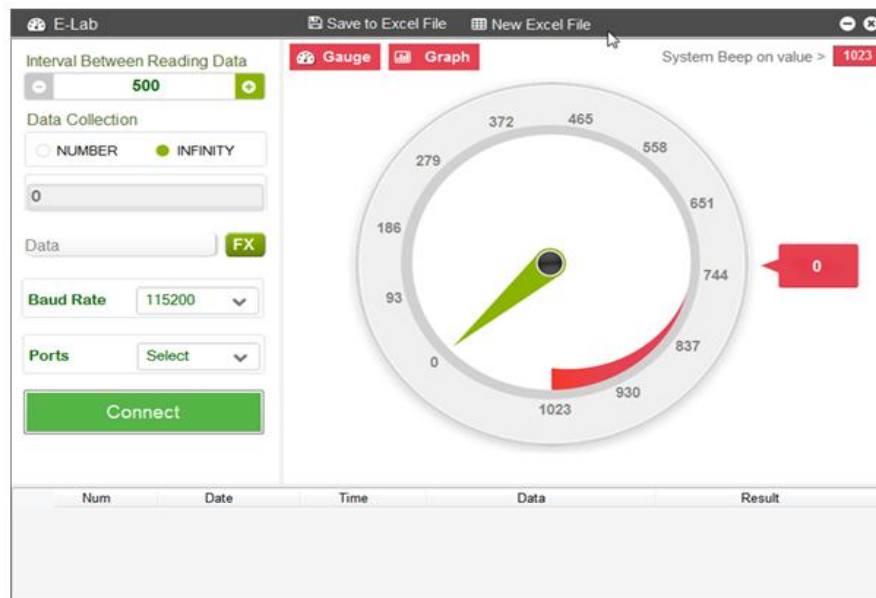 E-Lab
Save to Excel File
New Excel File
Interval Between Reading Data
500
Data Collection
NUMBER
INFINITY
0
Data
FX
Baud Rate
115200
Ports
Select
Connect
Gauge
Graph
System Beep on value >
1023
0
93
186
279
372
465
558
651
744
837
930
1023
0
Num
Date
Time
Data
Result